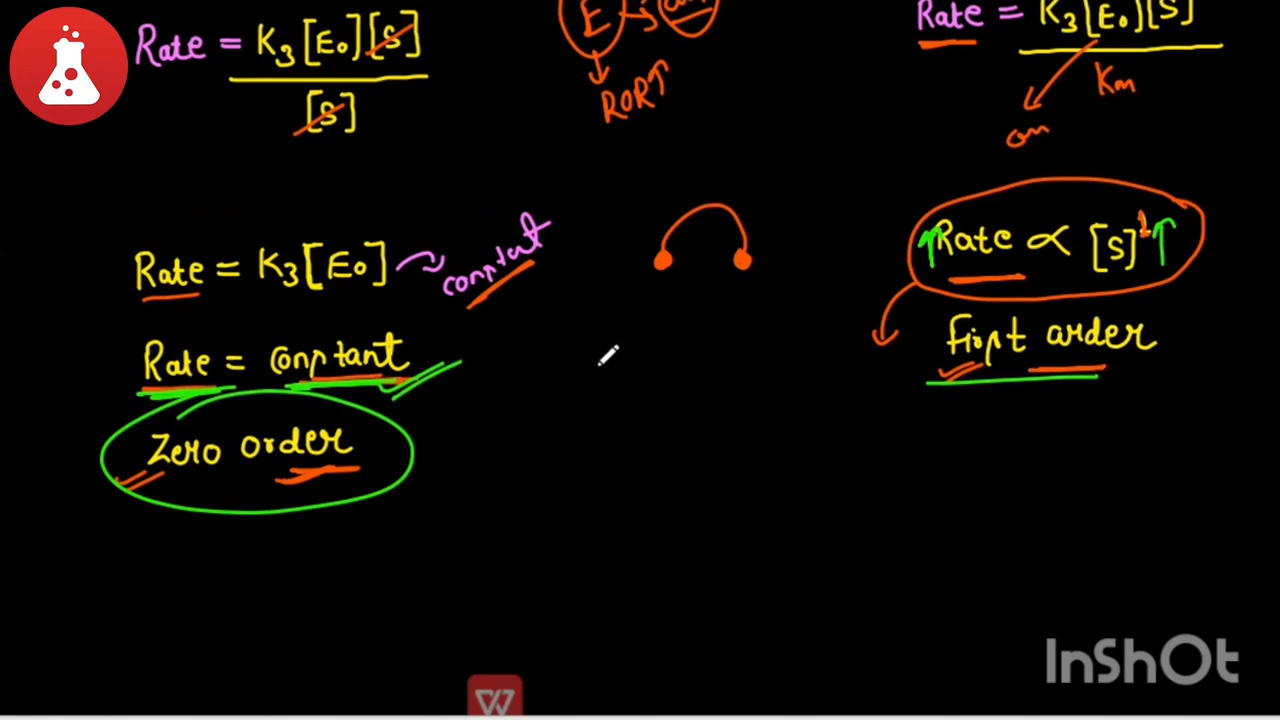 Rate = K3[E0][S]
[S]
Rate = K3[E0] constant
Rate = constant
Zero order
E
ROR↑
Rate = K3[E0][S]
Km
↑Rate ∝ [S]1↑
First order
InShOt
W